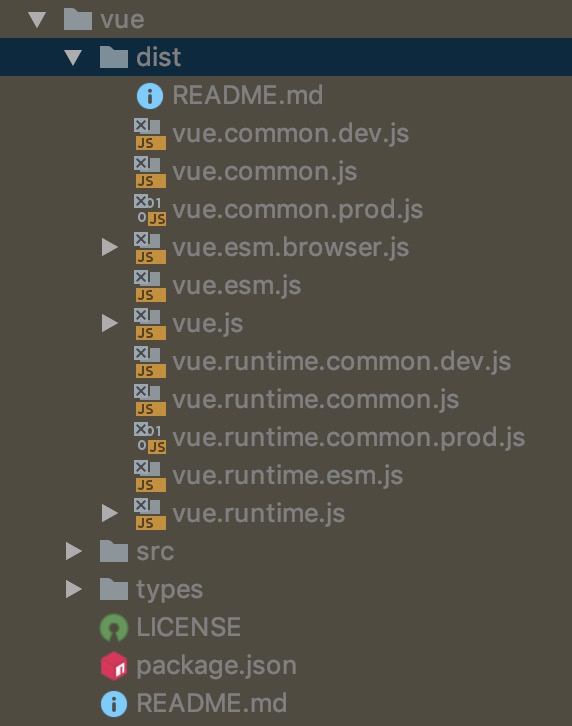 vue
dist
README.md
vue.common.dev.js
vue.common.js
vue.common.prod.js
vue.esm.browser.js
vue.esm.js
vue.js
vue.runtime.common.dev.js
vue.runtime.common.js
vue.runtime.common.prod.js
vue.runtime.esm.js
vue.runtime.js
src
types
LICENSE
package.json
README.md